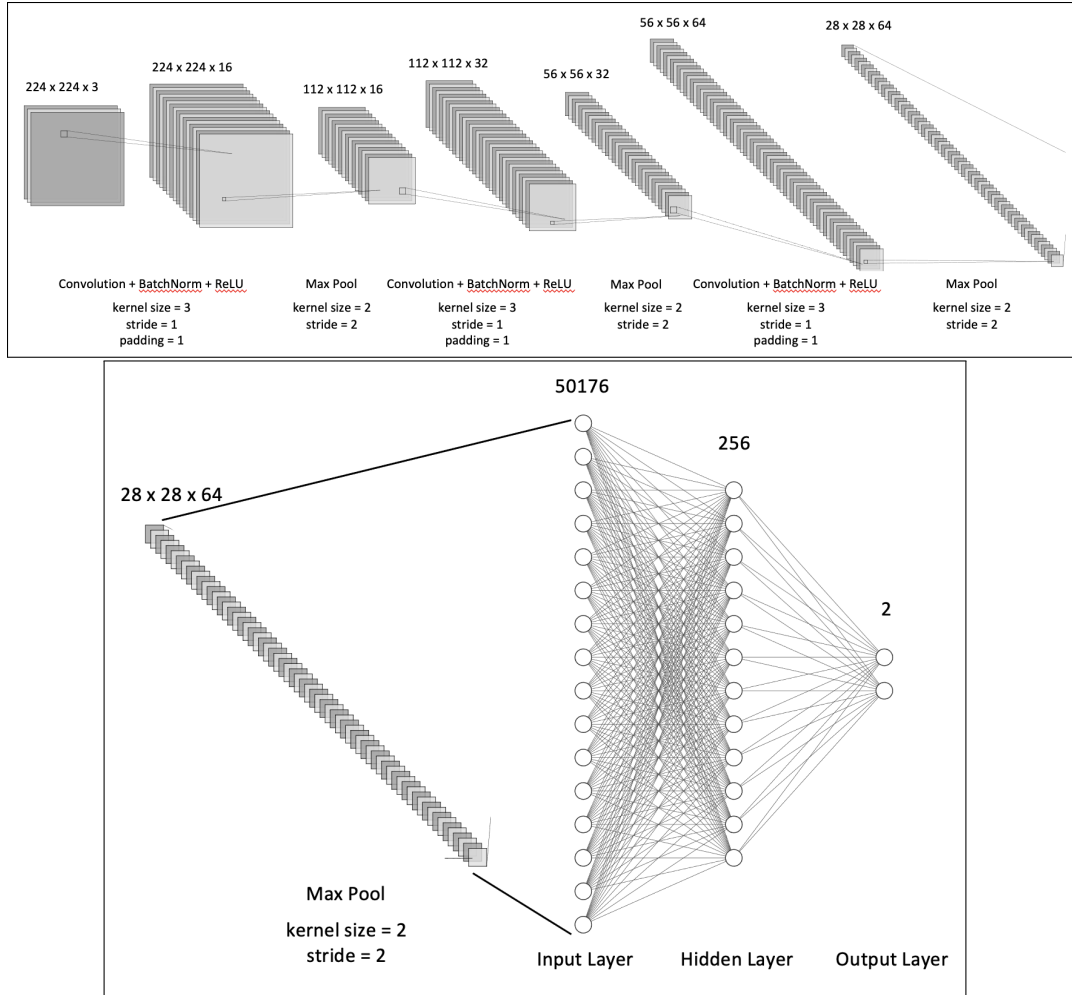 224 x 224 x 3
224 x 224 x 16
112 x 112 x 16
112 x 112 x 32
56 x 56 x 32
56 x 56 x 64
28 x 28 x 64
Convolution + BatchNorm + ReLU
kernel size = 3
stride = 1
padding = 1
Max Pool
kernel size = 2
stride = 2
Convolution + BatchNorm + ReLU
kernel size = 3
stride = 1
padding = 1
Max Pool
kernel size = 2
stride = 2
Convolution + BatchNorm + ReLU
kernel size = 3
stride = 1
padding = 1
Max Pool
kernel size = 2
stride = 2
28 x 28 x 64
50176
256
2
Max Pool
kernel size = 2
stride = 2
Input Layer
Hidden Layer
Output Layer